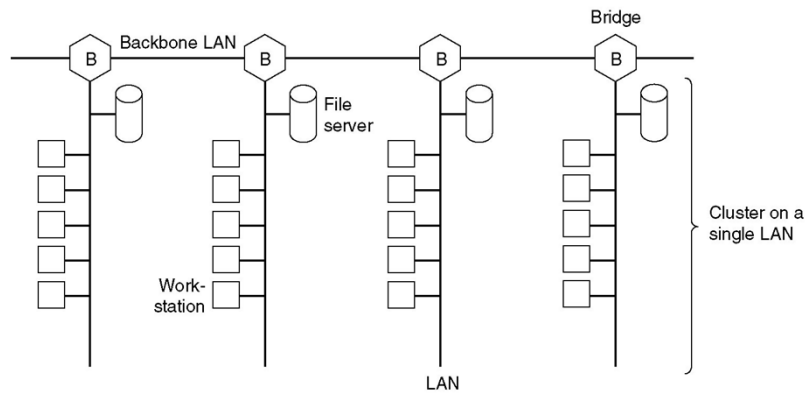 Bridge
Backbone LAN
B
B
B
B
File
server
Cluster on a
single LAN
Work-
station
LAN